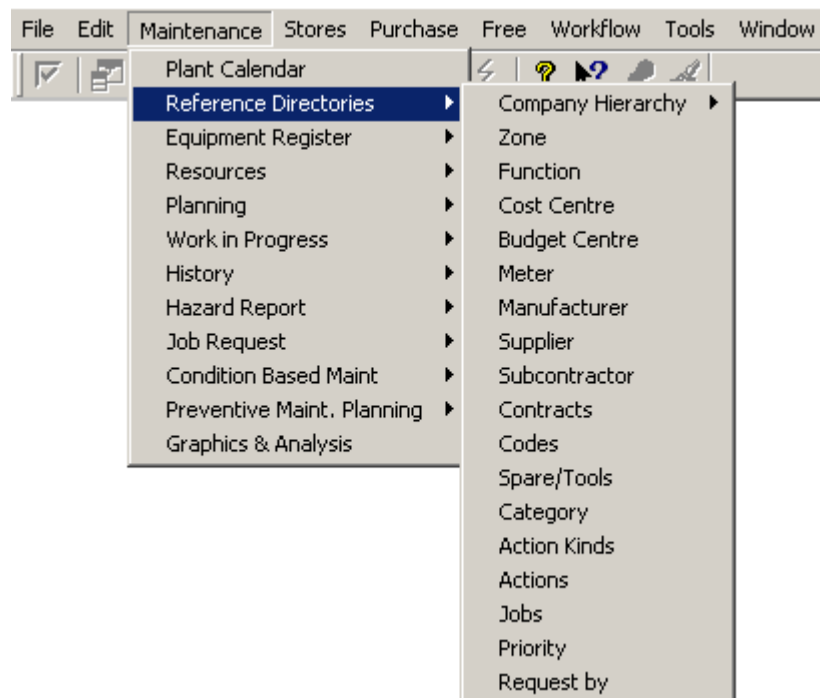 File Edit Maintenance Stores Purchase Free Workflow Tools Window
Plant Calendar
Reference Directories
Equipment Register
Resources
Planning
Work in Progress
History
Hazard Report
Job Request
Condition Based Maint
Preventive Maint. Planning
Graphics & Analysis
Company Hierarchy
Zone
Function
Cost Centre
Budget Centre
Meter
Manufacturer
Supplier
Subcontractor
Contracts
Codes
Spare/Tools
Category
Action Kinds
Actions
Jobs
Priority
Request by